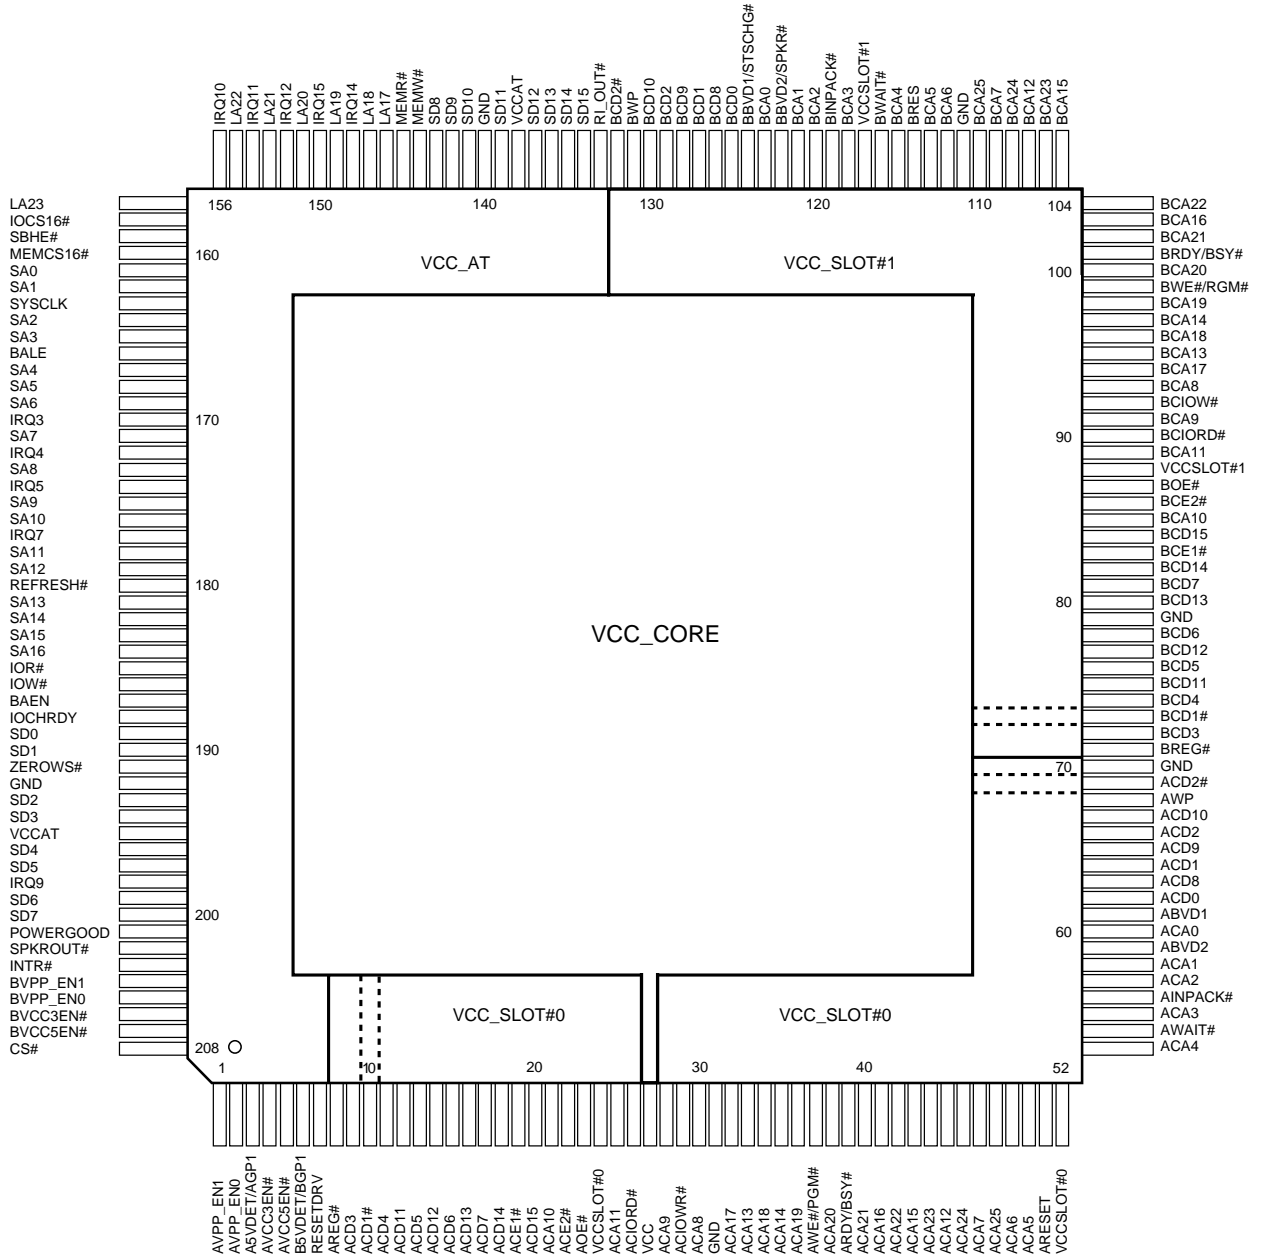 IRQ10
LA22
IRQ11
LA21
IRQ12
LA20
IRQ15
LA19
IRQ14
LA18
LA17
MEMR#
MEMW#
SD8
SD9
SD10
GND
SD11
VCCAT
SD12
SD13
SD14
SD15
RI_OUT#
BCD2#
BWP
BCD10
BCD2
BCD9
BCD1
BCD8
BCD0
BBVD1/STSCHG#
BCA0
BBVD2/SPKR#
BCA1
BCA2
BINPACK#
BCA3
VCCSLOT#1
BWAIT#
BCA4
BRES
BCA5
BCA6
GND
BCA25
BCA7
BCA24
BCA12
BCA23
BCA15
LA23
IOCS16#
SBHE#
MEMCS16#
SA0
SA1
SYSCLK
SA2
SA3
BALE
SA4
SA5
SA6
IRQ3
SA7
IRQ4
SA8
IRQ5
SA9
SA10
IRQ7
SA11
SA12
REFRESH#
SA13
SA14
SA15
SA16
IOR#
IOW#
BAEN
IOCHRDY
SD0
SD1
ZEROWS#
GND
SD2
SD3
VCCAT
SD4
SD5
IRQ9
SD6
SD7
POWERGOOD
SPKROUT#
INTR#
BVPP_EN1
BVPP_EN0
BVCC3EN#
BVCC5EN#
CS#
156
150
140
130
120
110
104
160
170
180
190
200
208
100
90
80
70
60
VCC_AT
VCC_SLOT#1
VCC_CORE
VCC_SLOT#0
VCC_SLOT#0
1
10
20
30
40
52
BCA22
BCA16
BCA21
BRDY/BSY#
BCA20
BWE#/RGM#
BCA19
BCA14
BCA18
BCA13
BCA17
BCA8
BCIOW#
BCA9
BCIORD#
BCA11
VCCSLOT#1
BOE#
BCE2#
BCA10
BCD15
BCE1#
BCD14
BCD7
BCD13
GND
BCD6
BCD12
BCD5
BCD11
BCD4
BCD1#
BCD3
BREG#
GND
ACD2#
AWP
ACD10
ACD2
ACD9
ACD1
ACD8
ACD0
ABVD1
ACA0
ABVD2
ACA1
ACA2
AINPACK#
ACA3
AWAIT#
ACA4
AVPP_EN1
AVPP_EN0
A5VDET/AGP1
AVCC3EN#
AVCC5EN#
B5VDET/BGP1
RESETDRV
AREG#
ACD3
ACD1#
ACD4
ACD11
ACD5
ACD12
ACD6
ACD13
ACD7
ACD14
ACE1#
ACD15
ACA10
ACE2#
AOE#
VCCSLOT#0
ACA11
ACIORD#
VCC
ACA9
ACIOWR#
ACA8
GND
ACA17
ACA13
ACA18
ACA14
ACA19
AWE#/PGM#
ACA20
ARDY/BSY#
ACA21
ACA16
ACA22
ACA15
ACA23
ACA12
ACA24
ACA7
ACA25
ACA6
ACA5
ARESET
VCCSLOT#0